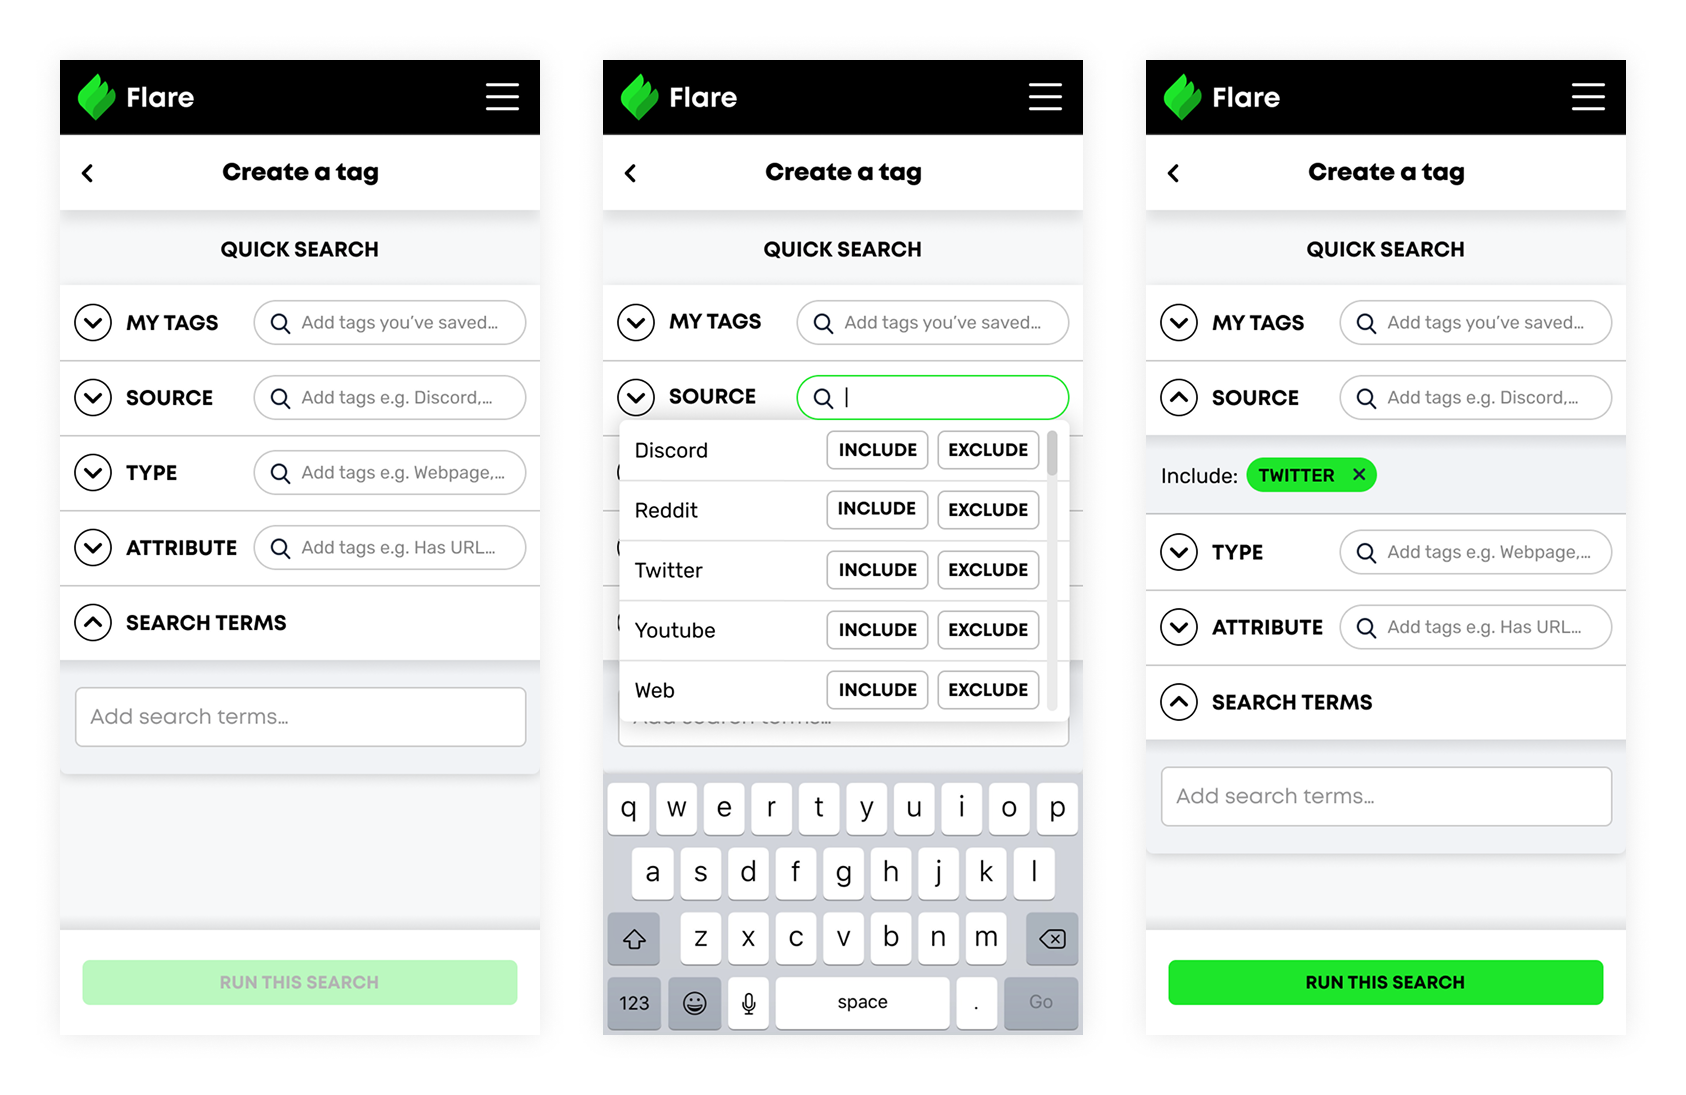 Flare
Create a tag
QUICK SEARCH
MY TAGS Add tags you've saved...
SOURCE Add tags e.g. Discord,...
TYPE Add tags e.g. Webpage,...
ATTRIBUTE Add tags e.g. Has URL...
SEARCH TERMS
Add search terms...
RUN THIS SEARCH
Flare
Create a tag
QUICK SEARCH
MY TAGS Add tags you've saved...
SOURCE
Discord INCLUDE EXCLUDE
Reddit INCLUDE EXCLUDE
Twitter INCLUDE EXCLUDE
Youtube INCLUDE EXCLUDE
Web INCLUDE EXCLUDE
Add search terms...
q w e r t y u i o p
a s d f g h j k l
z x c v b n m
123 space . Go
Flare
Create a tag
QUICK SEARCH
MY TAGS Add tags you've saved...
SOURCE Add tags e.g. Discord,...
Include: TWITTER ✕
TYPE Add tags e.g. Webpage,...
ATTRIBUTE Add tags e.g. Has URL...
SEARCH TERMS
Add search terms...
RUN THIS SEARCH